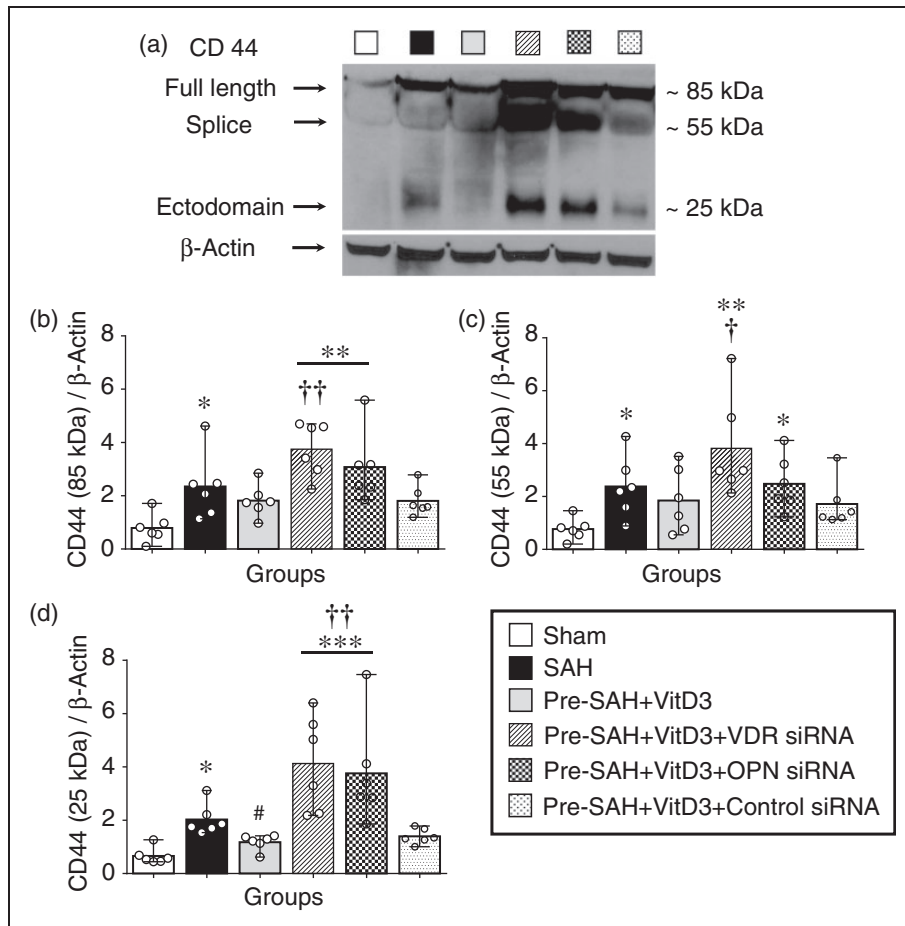 (a) CD 44
Full length
~ 85 kDa
Splice
~ 55 kDa
Ectodomain
~ 25 kDa
β-Actin
(b)
CD44 (85 kDa) / β-Actin
8
6
4
2
0
*
††
**
Groups
(c)
CD44 (55 kDa) / β-Actin
8
6
4
2
0
*
**
†
*
Groups
(d)
CD44 (25 kDa) / β-Actin
8
6
4
2
0
*
#
††
***
Groups
Sham
SAH
Pre-SAH+VitD3
Pre-SAH+VitD3+VDR siRNA
Pre-SAH+VitD3+OPN siRNA
Pre-SAH+VitD3+Control siRNA